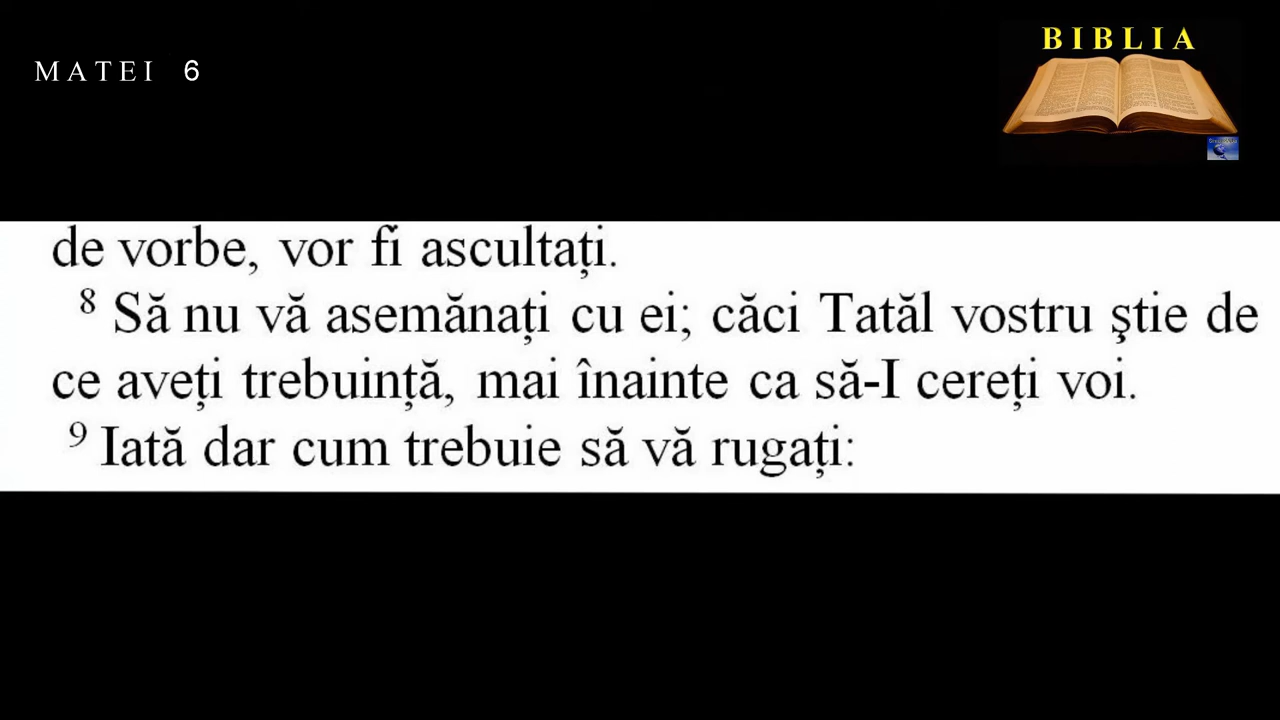 BIBLIA
MATEI 6
de vorbe, vor fi ascultați.
8 Să nu vă asemănați cu ei; căci Tatăl vostru ştie de
ce aveți trebuință, mai înainte ca să-I cereți voi.
9 Iată dar cum trebuie să vă rugați: